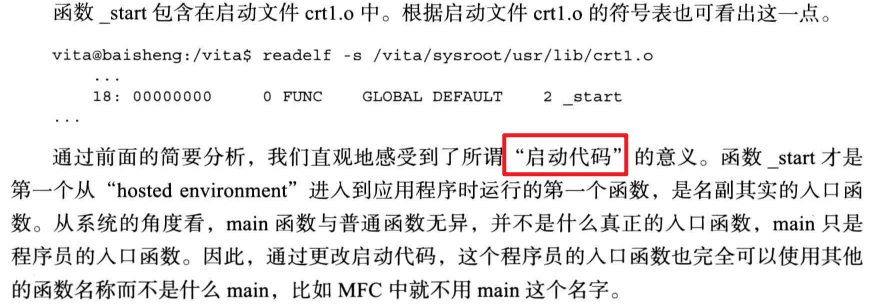 函数 _start 包含在启动文件 crt1.o 中。根据启动文件 crt1.o 的符号表也可看出这一点。
vita@baisheng:/vita$ readelf -s /vita/sysroot/usr/lib/crt1.o
...
18: 00000000 0 FUNC GLOBAL DEFAULT 2 _start
...
通过前面的简要分析，我们直观地感受到了所谓“启动代码”的意义。函数 _start 才是
第一个从“hosted environment”进入到应用程序时运行的第一个函数，是名副其实的入口函
数。从系统的角度看，main 函数与普通函数无异，并不是什么真正的入口函数，main 只是
程序员的入口函数。因此，通过更改启动代码，这个程序员的入口函数也完全可以使用其他
的函数名称而不是什么 main，比如 MFC 中就不用 main 这个名字。